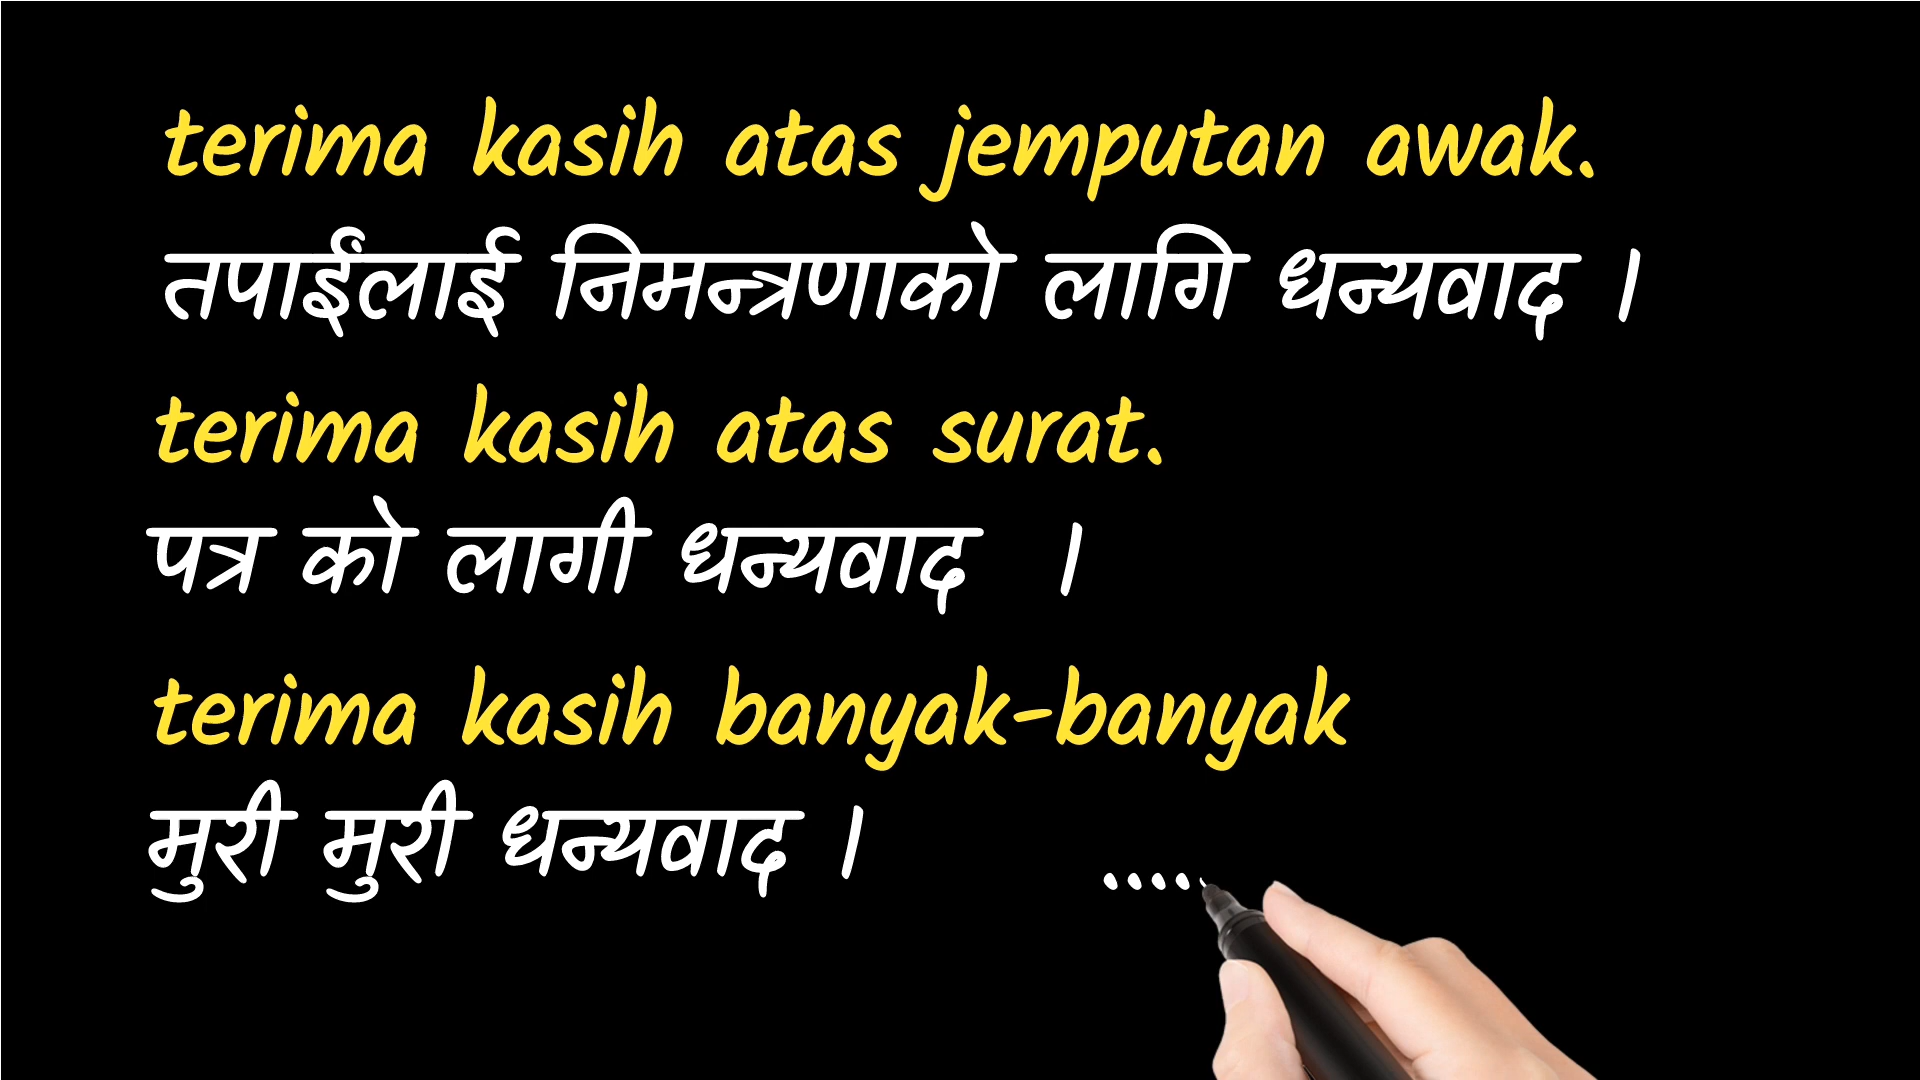 terima kasih atas jemputan awak.
तपाईंलाई निमन्त्रणाको लागि धन्यवाद ।
terima kasih atas surat.
पत्र को लागी धन्यवाद ।
terima kasih banyak-banyak
मुरी मुरी धन्यवाद । ....